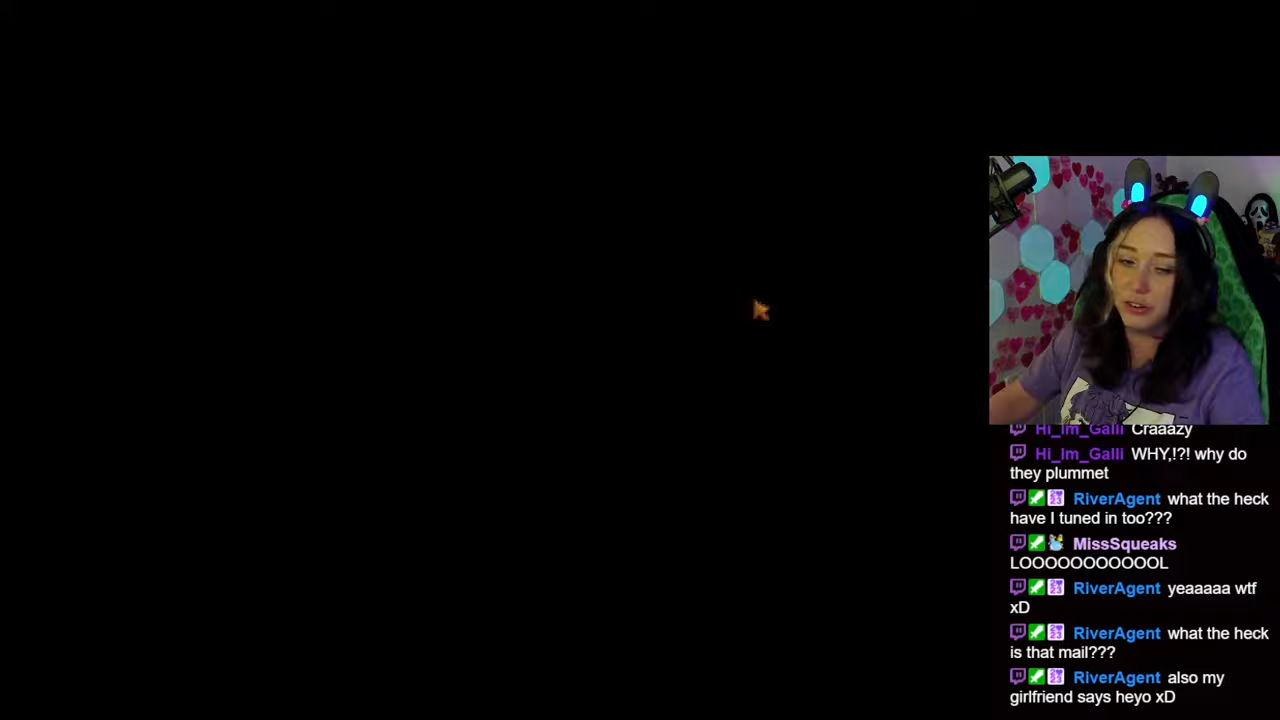 Hi_Im_Galli Craaazy
Hi_Im_Galli WHY,!?! why do
they plummet
RiverAgent what the heck
have I tuned in too???
MissSqueaks
LOOOOOOOOOOOL
RiverAgent yeaaaaa wtf
xD
RiverAgent what the heck
is that mail???
RiverAgent also my
girlfriend says heyo xD